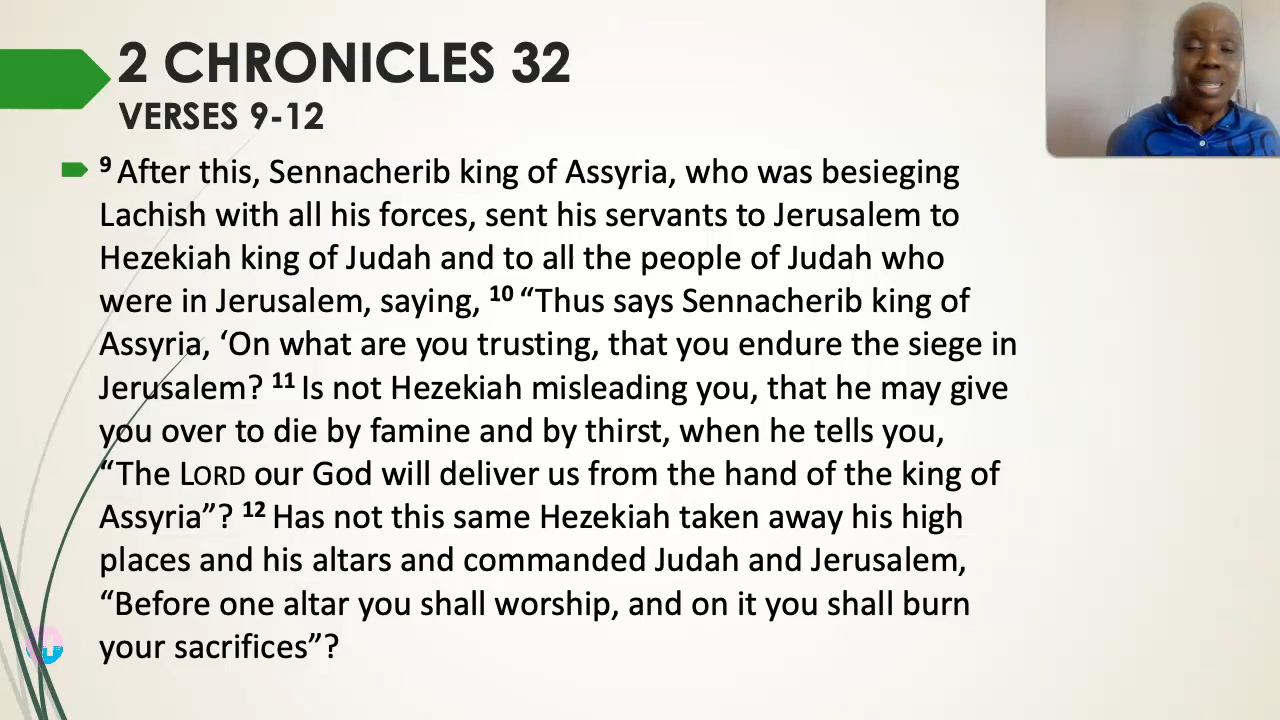 2 CHRONICLES 32
VERSES 9-12
9 After this, Sennacherib king of Assyria, who was besieging
Lachish with all his forces, sent his servants to Jerusalem to
Hezekiah king of Judah and to all the people of Judah who
were in Jerusalem, saying, 10 “Thus says Sennacherib king of
Assyria, ‘On what are you trusting, that you endure the siege in
Jerusalem? 11 Is not Hezekiah misleading you, that he may give
you over to die by famine and by thirst, when he tells you,
“The LORD our God will deliver us from the hand of the king of
Assyria”? 12 Has not this same Hezekiah taken away his high
places and his altars and commanded Judah and Jerusalem,
“Before one altar you shall worship, and on it you shall burn
your sacrifices”?